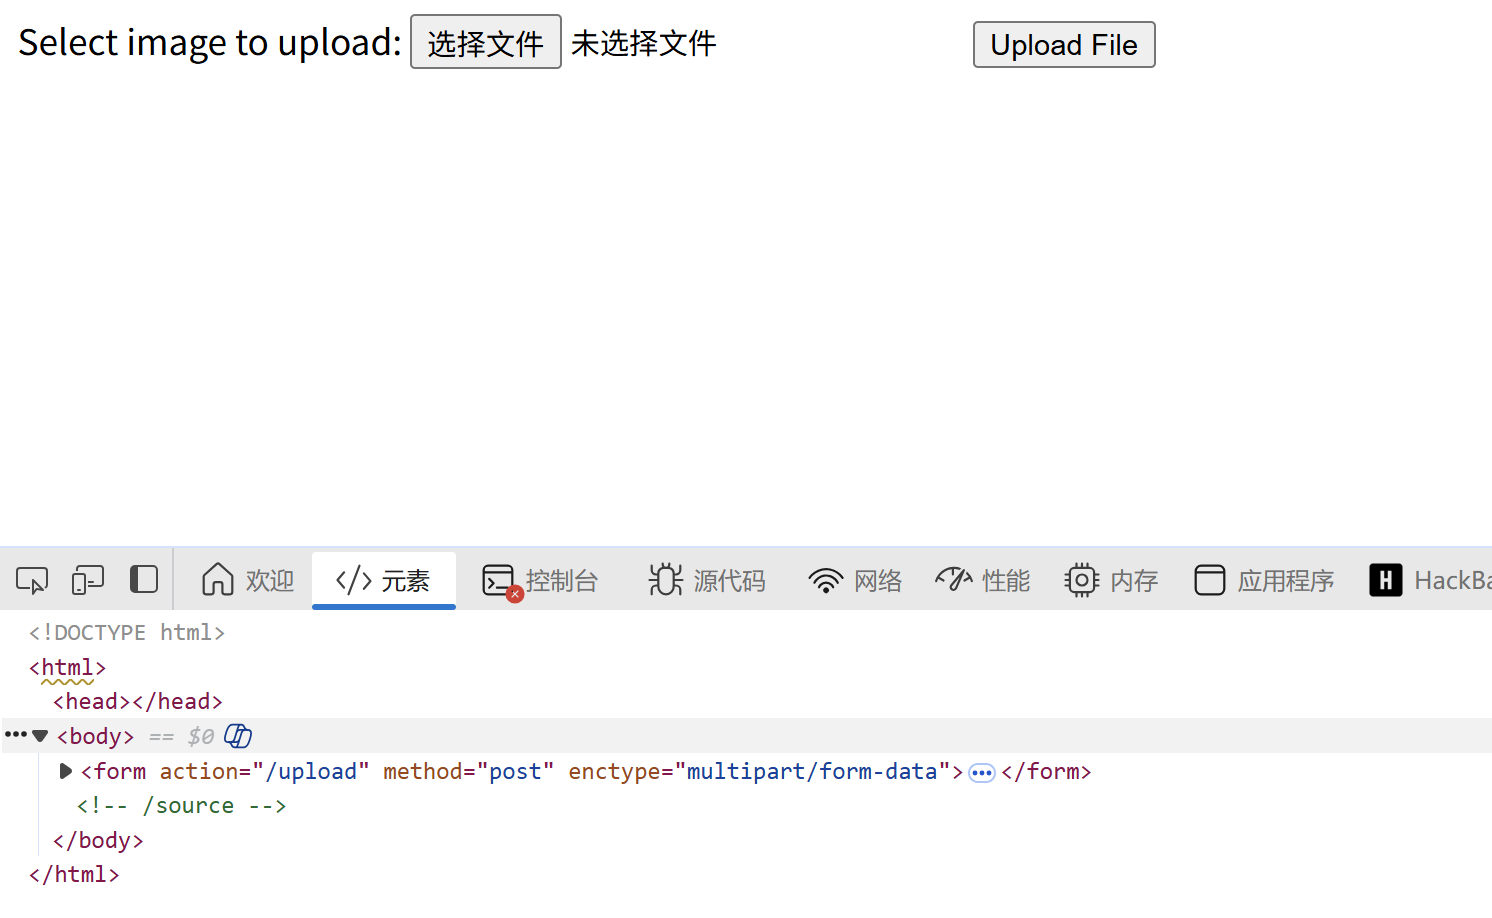 Select image to upload: 选择文件 未选择文件 Upload File
欢迎 元素 控制台 源代码 网络 性能 内存 应用程序 H HackBa
<!DOCTYPE html>
<html>
<head></head>
<body> == $0
<form action="/upload" method="post" enctype="multipart/form-data"> ••• </form>
<!-- /source -->
</body>
</html>